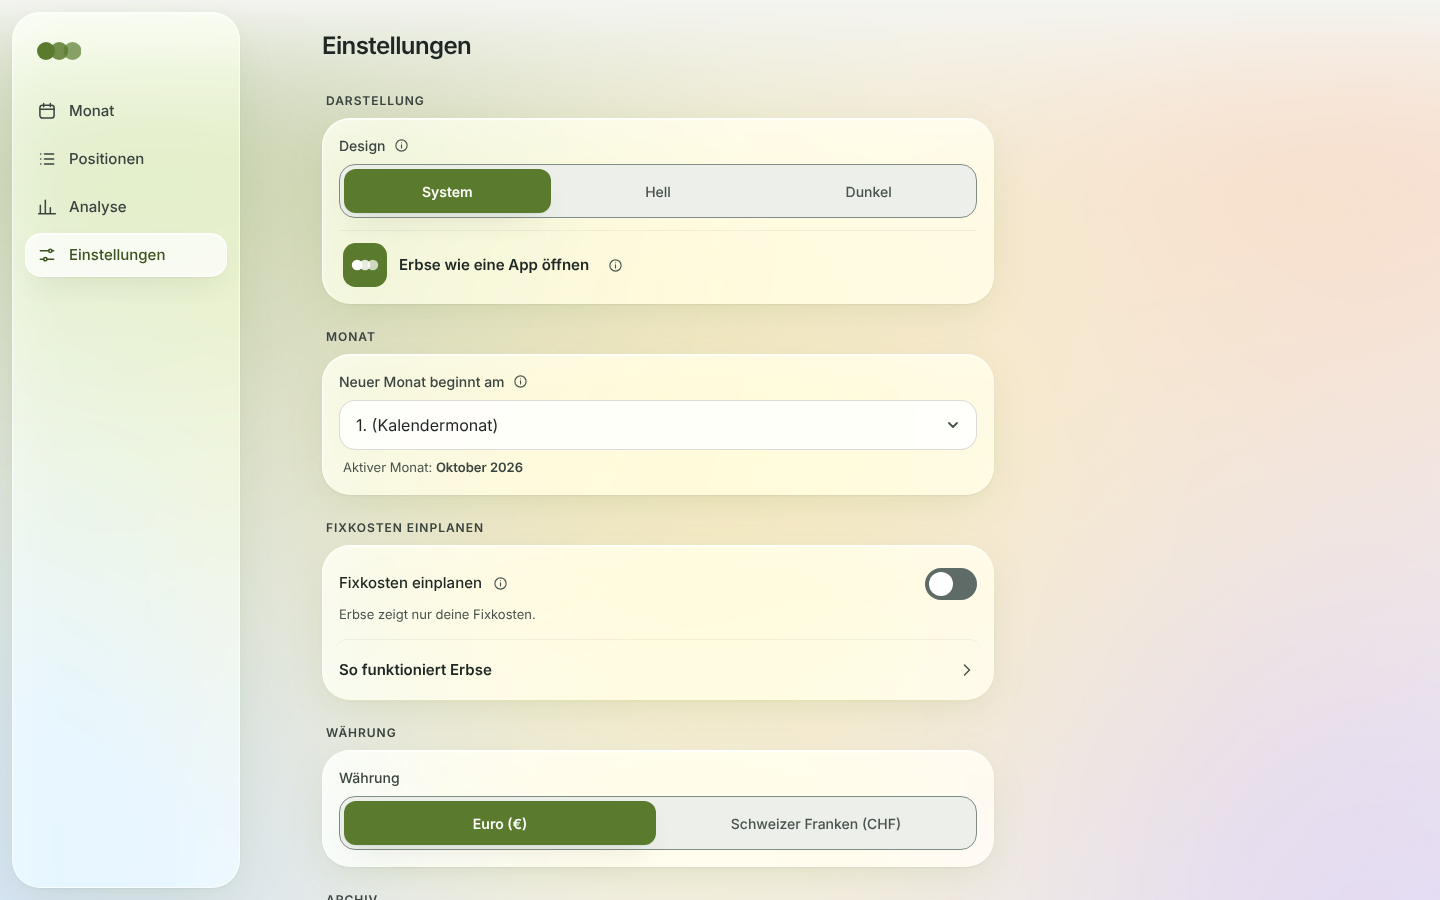 Einstellungen
Monat
Positionen
Analyse
Einstellungen
DARSTELLUNG
Design
System
Hell
Dunkel
Erbse wie eine App öffnen
MONAT
Neuer Monat beginnt am
1. (Kalendermonat)
Aktiver Monat: Oktober 2026
FIXKOSTEN EINPLANEN
Fixkosten einplanen
Erbse zeigt nur deine Fixkosten.
So funktioniert Erbse
WÄHRUNG
Währung
Euro (€)
Schweizer Franken (CHF)
ARCHIV